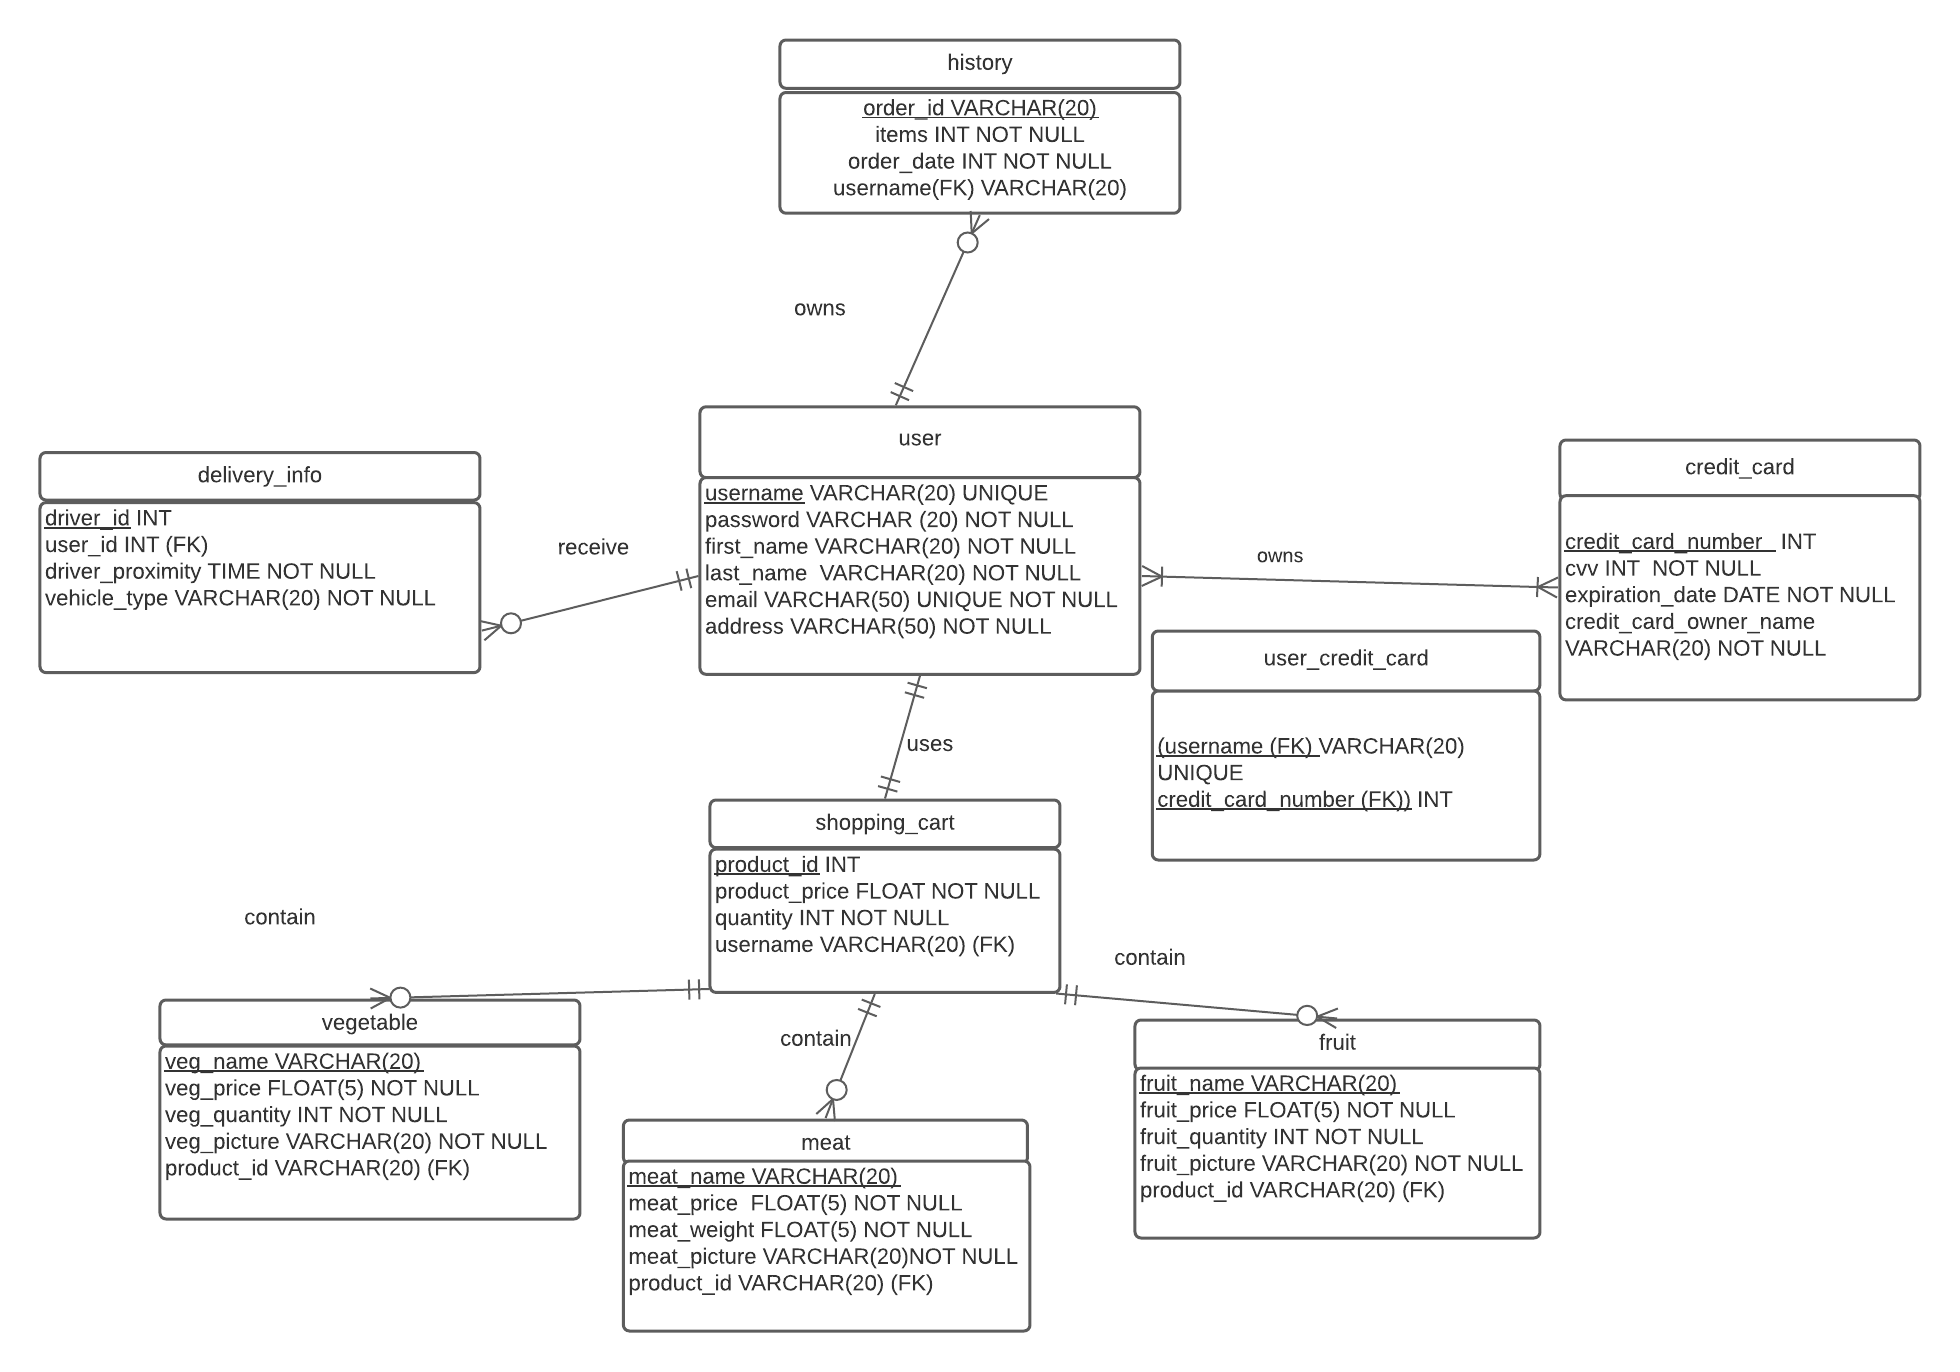 history
order_id VARCHAR(20)
items INT NOT NULL
order_date INT NOT NULL
username(FK) VARCHAR(20)
owns
user
username VARCHAR(20) UNIQUE
password VARCHAR (20) NOT NULL
first_name VARCHAR(20) NOT NULL
last_name  VARCHAR(20) NOT NULL
email VARCHAR(50) UNIQUE NOT NULL
address VARCHAR(50) NOT NULL
delivery_info
driver_id INT
user_id INT (FK)
driver_proximity TIME NOT NULL
vehicle_type VARCHAR(20) NOT NULL
receive
owns
credit_card
credit_card_number   INT
cvv INT  NOT NULL
expiration_date DATE NOT NULL
credit_card_owner_name
VARCHAR(20) NOT NULL
user_credit_card
(username (FK) VARCHAR(20)
UNIQUE
credit_card_number (FK)) INT
uses
shopping_cart
product_id INT
product_price FLOAT NOT NULL
quantity INT NOT NULL
username VARCHAR(20) (FK)
contain
contain
contain
vegetable
veg_name VARCHAR(20)
veg_price FLOAT(5) NOT NULL
veg_quantity INT NOT NULL
veg_picture VARCHAR(20) NOT NULL
product_id VARCHAR(20) (FK)
meat
meat_name VARCHAR(20)
meat_price  FLOAT(5) NOT NULL
meat_weight FLOAT(5) NOT NULL
meat_picture VARCHAR(20)NOT NULL
product_id VARCHAR(20) (FK)
fruit
fruit_name VARCHAR(20)
fruit_price FLOAT(5) NOT NULL
fruit_quantity INT NOT NULL
fruit_picture VARCHAR(20) NOT NULL
product_id VARCHAR(20) (FK)